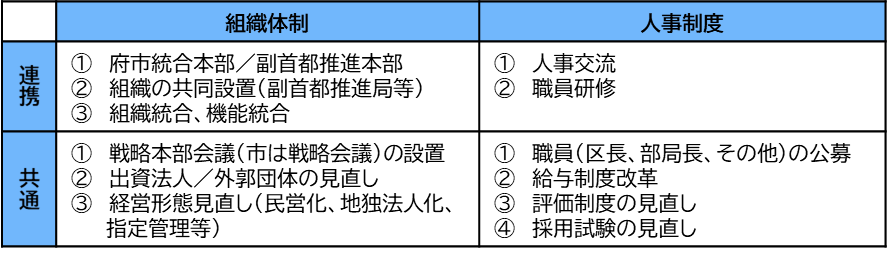 組織体制
人事制度
連携
① 府市統合本部／副首都推進本部
② 組織の共同設置（副首都推進局等）
③ 組織統合、機能統合
① 人事交流
② 職員研修
共通
① 戦略本部会議（市は戦略会議）の設置
② 出資法人／外郭団体の見直し
③ 経営形態見直し（民営化、地独法人化、
指定管理等）
① 職員（区長、部局長、その他）の公募
② 給与制度改革
③ 評価制度の見直し
④ 採用試験の見直し